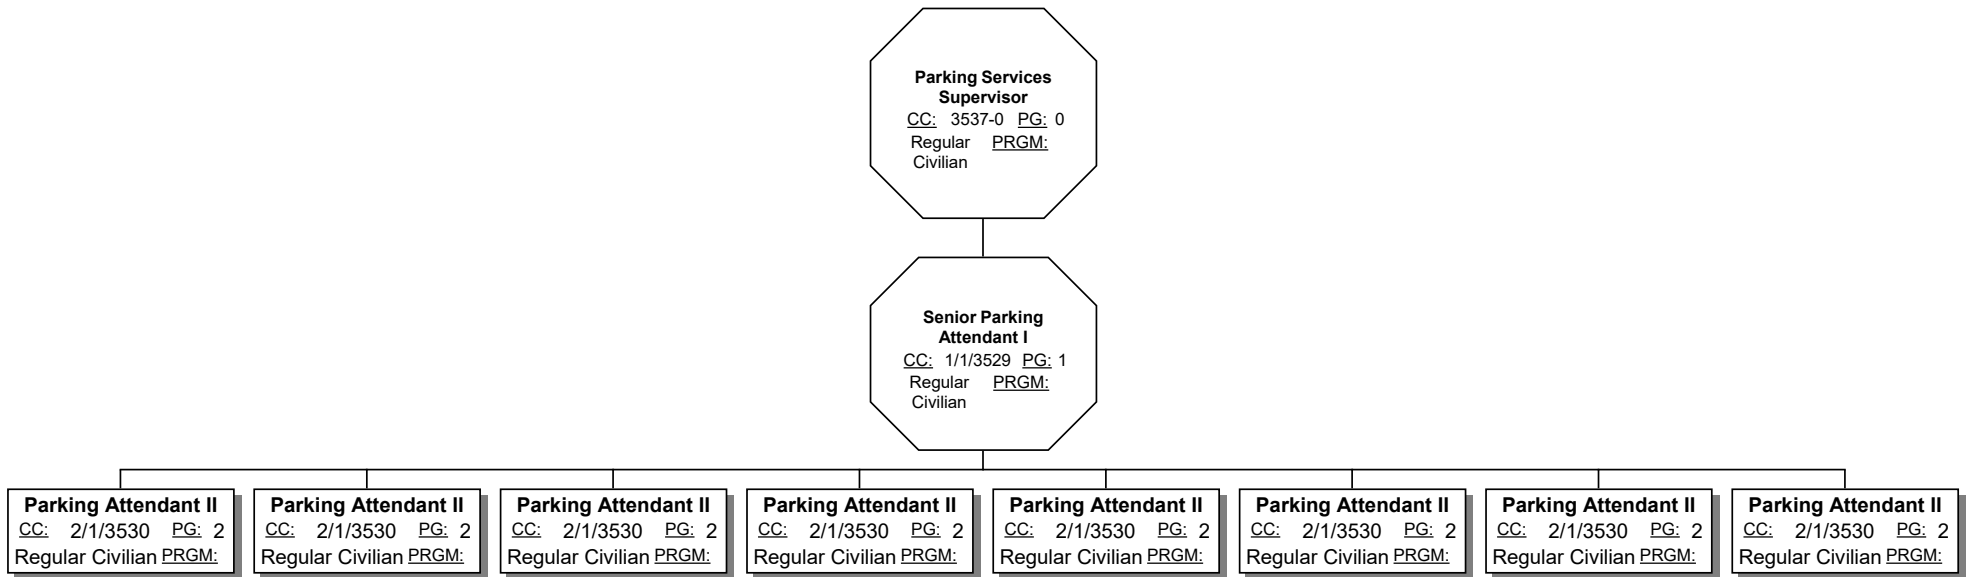 Parking Services
Supervisor
CC: 3537-0 PG: 0
Regular PRGM:
Civilian
Senior Parking
Attendant I
CC: 1/1/3529 PG: 1
Regular PRGM:
Civilian
Parking Attendant II
CC: 2/1/3530 PG: 2
Regular Civilian PRGM:
Parking Attendant II
CC: 2/1/3530 PG: 2
Regular Civilian PRGM:
Parking Attendant II
CC: 2/1/3530 PG: 2
Regular Civilian PRGM:
Parking Attendant II
CC: 2/1/3530 PG: 2
Regular Civilian PRGM:
Parking Attendant II
CC: 2/1/3530 PG: 2
Regular Civilian PRGM:
Parking Attendant II
CC: 2/1/3530 PG: 2
Regular Civilian PRGM:
Parking Attendant II
CC: 2/1/3530 PG: 2
Regular Civilian PRGM:
Parking Attendant II
CC: 2/1/3530 PG: 2
Regular Civilian PRGM: